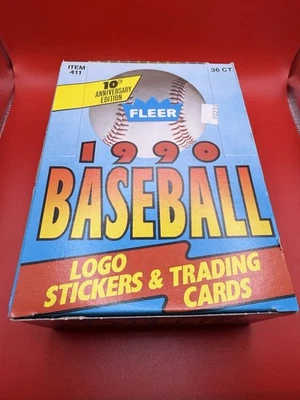 ITEM
411
36 CT.
10TH
ANNIVERSARY
EDITION
FLEER
1990
BASEBALL
LOGO
STICKERS & TRADING
CARDS